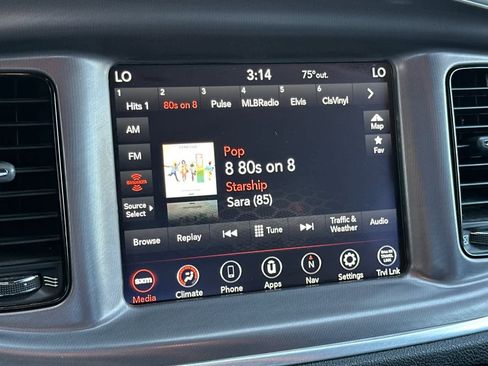 LO 3:14 75°out. LO
1 2 3 4 5 6
Hits 1 80s on 8 Pulse MLBRadio Elvis ClsVinyl
AM
FM
Source
Select
Pop
8 80s on 8
Starship
Sara (85)
Map
Fav
Browse Replay Tune Traffic &
Weather Audio
sxm
Media Climate Phone Apps Nav Settings Trvl Lnk